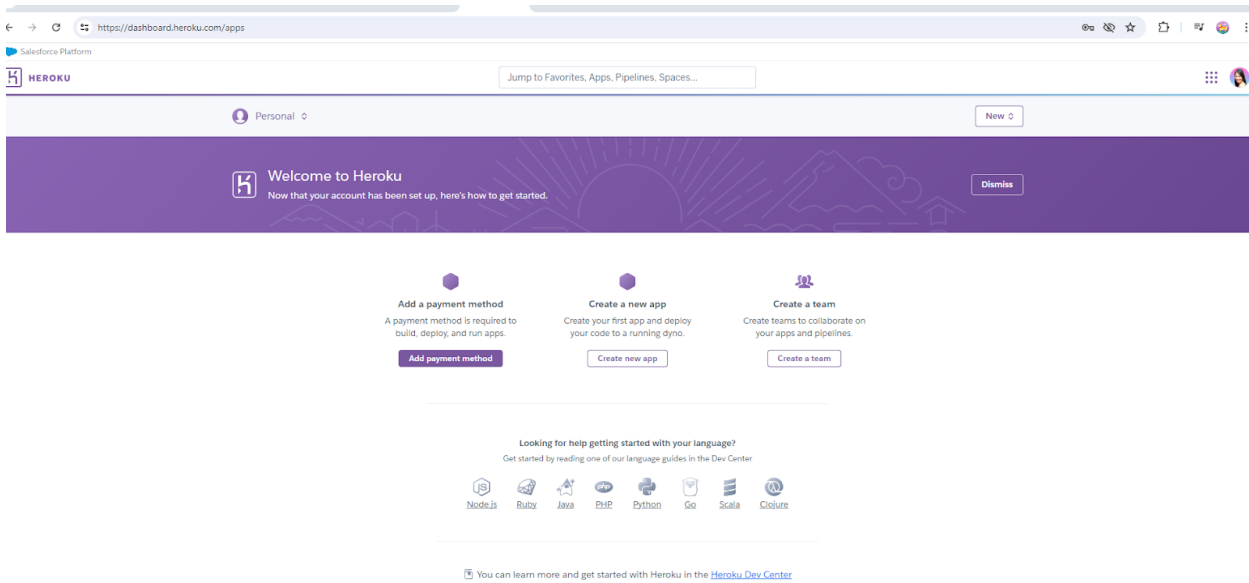 https://dashboard.heroku.com/apps
Salesforce Platform
HEROKU
Jump to Favorites, Apps, Pipelines, Spaces...
Personal
New
Welcome to Heroku
Now that your account has been set up, here's how to get started.
Dismiss
Add a payment method
A payment method is required to
build, deploy, and run apps.
Add payment method
Create a new app
Create your first app and deploy
your code to a running dyno.
Create new app
Create a team
Create teams to collaborate on
your apps and pipelines.
Create a team
Looking for help getting started with your language?
Get started by reading one of our language guides in the Dev Center
JS
php
Node.js Ruby Java PHP Python Go Scala Clojure
You can learn more and get started with Heroku in the Heroku Dev Center